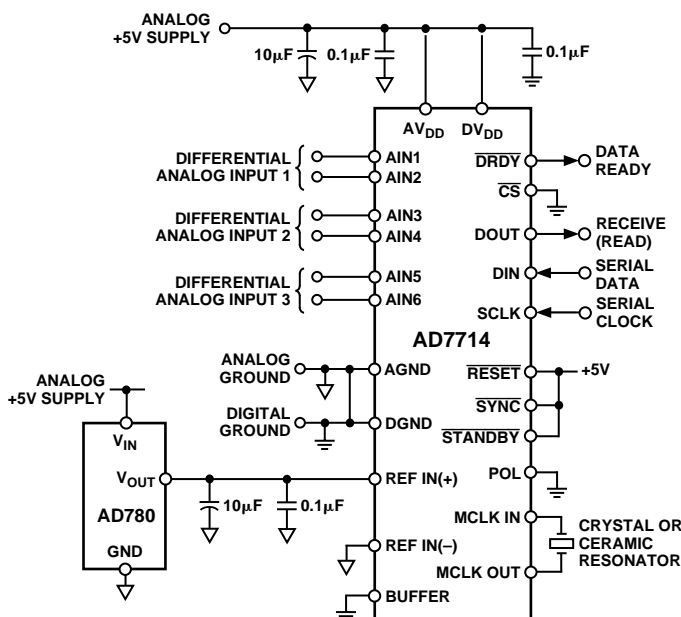 ANALOG
+5V SUPPLY
10µF
0.1µF
0.1µF
AVDD
DVDD
DIFFERENTIAL
ANALOG INPUT 1
AIN1
AIN2
DRDY
DATA
READY
CS
DIFFERENTIAL
ANALOG INPUT 2
AIN3
AIN4
DOUT
RECEIVE
(READ)
DIFFERENTIAL
ANALOG INPUT 3
AIN5
AIN6
DIN
SERIAL
DATA
SCLK
SERIAL
CLOCK
AD7714
ANALOG
GROUND
AGND
RESET
+5V
ANALOG
+5V SUPPLY
SYNC
DIGITAL
GROUND
DGND
STANDBY
VIN
VOUT
REF IN(+)
POL
10µF
0.1µF
AD780
MCLK IN
CRYSTAL OR
CERAMIC
RESONATOR
GND
REF IN(–)
MCLK OUT
BUFFER